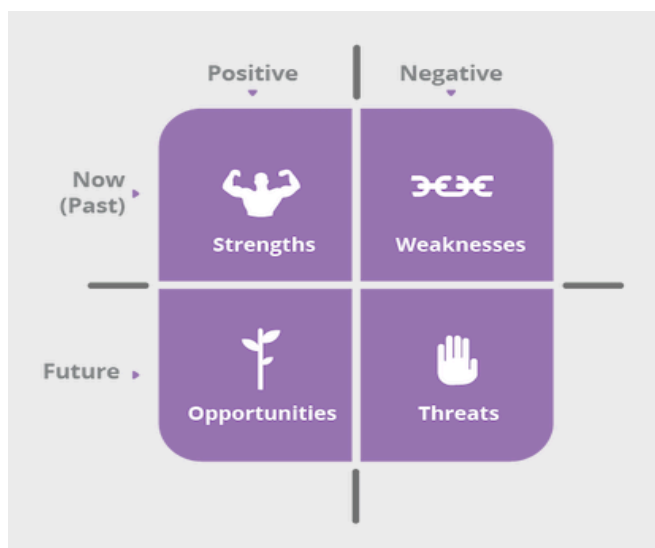 Positive
Negative
Now
(Past)
Strengths
Weaknesses
Future
Opportunities
Threats